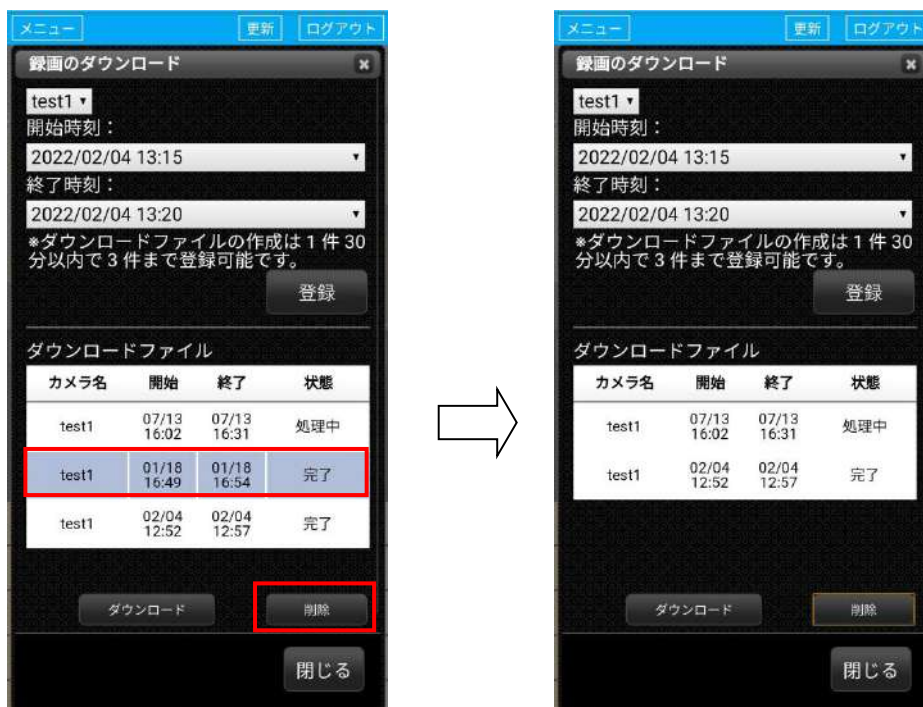 メニュー 更新 ログアウト
録画のダウンロード
test1
開始時刻：
2022/02/04 13:15
終了時刻：
2022/02/04 13:20
※ダウンロードファイルの作成は1件30
分以内で3件まで登録可能です。
登録
ダウンロードファイル
カメラ名 開始 終了 状態
test1 07/13 16:02 07/13 16:31 処理中
test1 01/18 16:49 01/18 16:54 完了
test1 02/04 12:52 02/04 12:57 完了
ダウンロード 削除
閉じる
メニュー 更新 ログアウト
録画のダウンロード
test1
開始時刻：
2022/02/04 13:15
終了時刻：
2022/02/04 13:20
※ダウンロードファイルの作成は1件30
分以内で3件まで登録可能です。
登録
ダウンロードファイル
カメラ名 開始 終了 状態
test1 07/13 16:02 07/13 16:31 処理中
test1 02/04 12:52 02/04 12:57 完了
ダウンロード 削除
閉じる